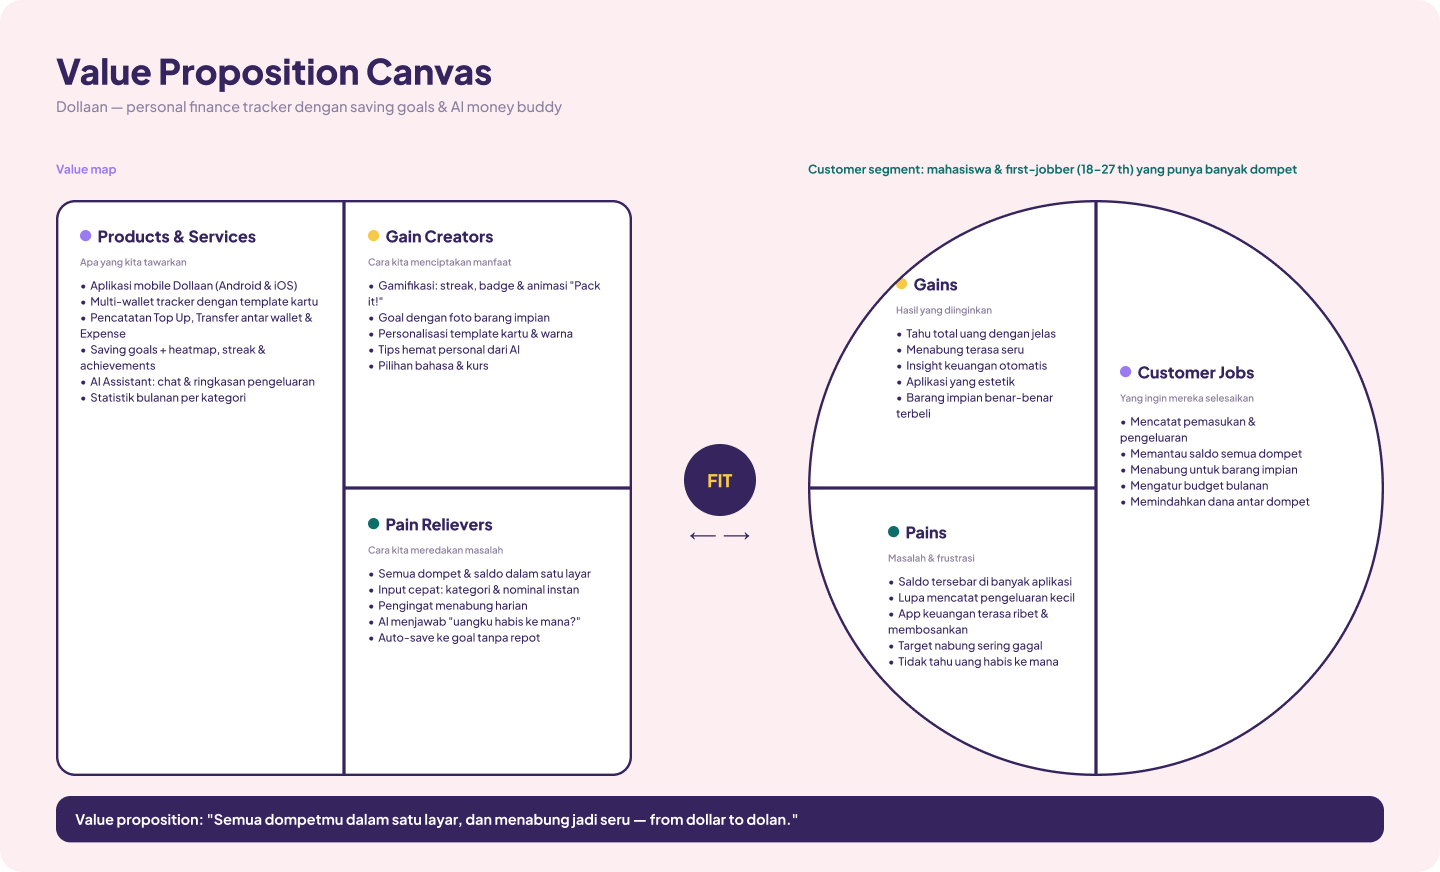 Value Proposition Canvas
Dollaan — personal finance tracker dengan saving goals & AI money buddy
Value map
Products & Services
Apa yang kita tawarkan
• Aplikasi mobile Dollaan (Android & iOS)
• Multi-wallet tracker dengan template kartu
• Pencatatan Top Up, Transfer antar wallet &
Expense
• Saving goals + heatmap, streak &
achievements
• AI Assistant: chat & ringkasan pengeluaran
• Statistik bulanan per kategori
Gain Creators
Cara kita menciptakan manfaat
• Gamifikasi: streak, badge & animasi "Pack
it!"
• Goal dengan foto barang impian
• Personalisasi template kartu & warna
• Tips hemat personal dari AI
• Pilihan bahasa & kurs
Pain Relievers
Cara kita meredakan masalah
• Semua dompet & saldo dalam satu layar
• Input cepat: kategori & nominal instan
• Pengingat menabung harian
• AI menjawab "uangku habis ke mana?"
• Auto-save ke goal tanpa repot
FIT
←— —→
Customer segment: mahasiswa & first-jobber (18–27 th) yang punya banyak dompet
Gains
Hasil yang diinginkan
• Tahu total uang dengan jelas
• Menabung terasa seru
• Insight keuangan otomatis
• Aplikasi yang estetik
• Barang impian benar-benar
terbeli
Pains
Masalah & frustrasi
• Saldo tersebar di banyak aplikasi
• Lupa mencatat pengeluaran kecil
• App keuangan terasa ribet &
membosankan
• Target nabung sering gagal
• Tidak tahu uang habis ke mana
Customer Jobs
Yang ingin mereka selesaikan
• Mencatat pemasukan &
pengeluaran
• Memantau saldo semua dompet
• Menabung untuk barang impian
• Mengatur budget bulanan
• Memindahkan dana antar dompet
Value proposition: "Semua dompetmu dalam satu layar, dan menabung jadi seru — from dollar to dolan."